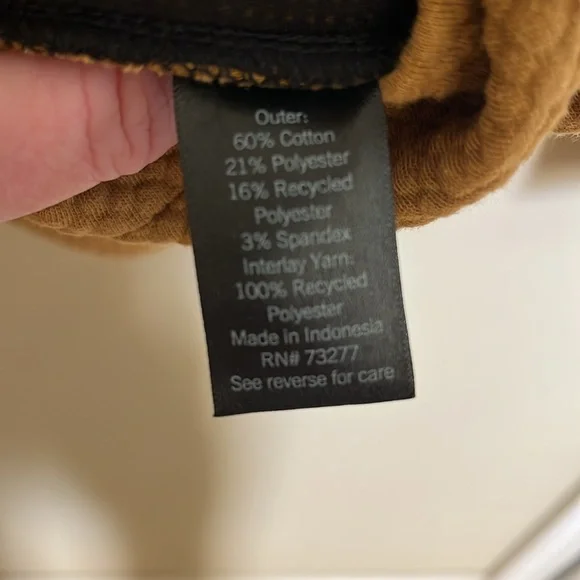 Outer:
60% Cotton
21% Polyester
16% Recycled
Polyester
3% Spandex
Interlay Yarn:
100% Recycled
Polyester
Made in Indonesia
RN# 73277
See reverse for care